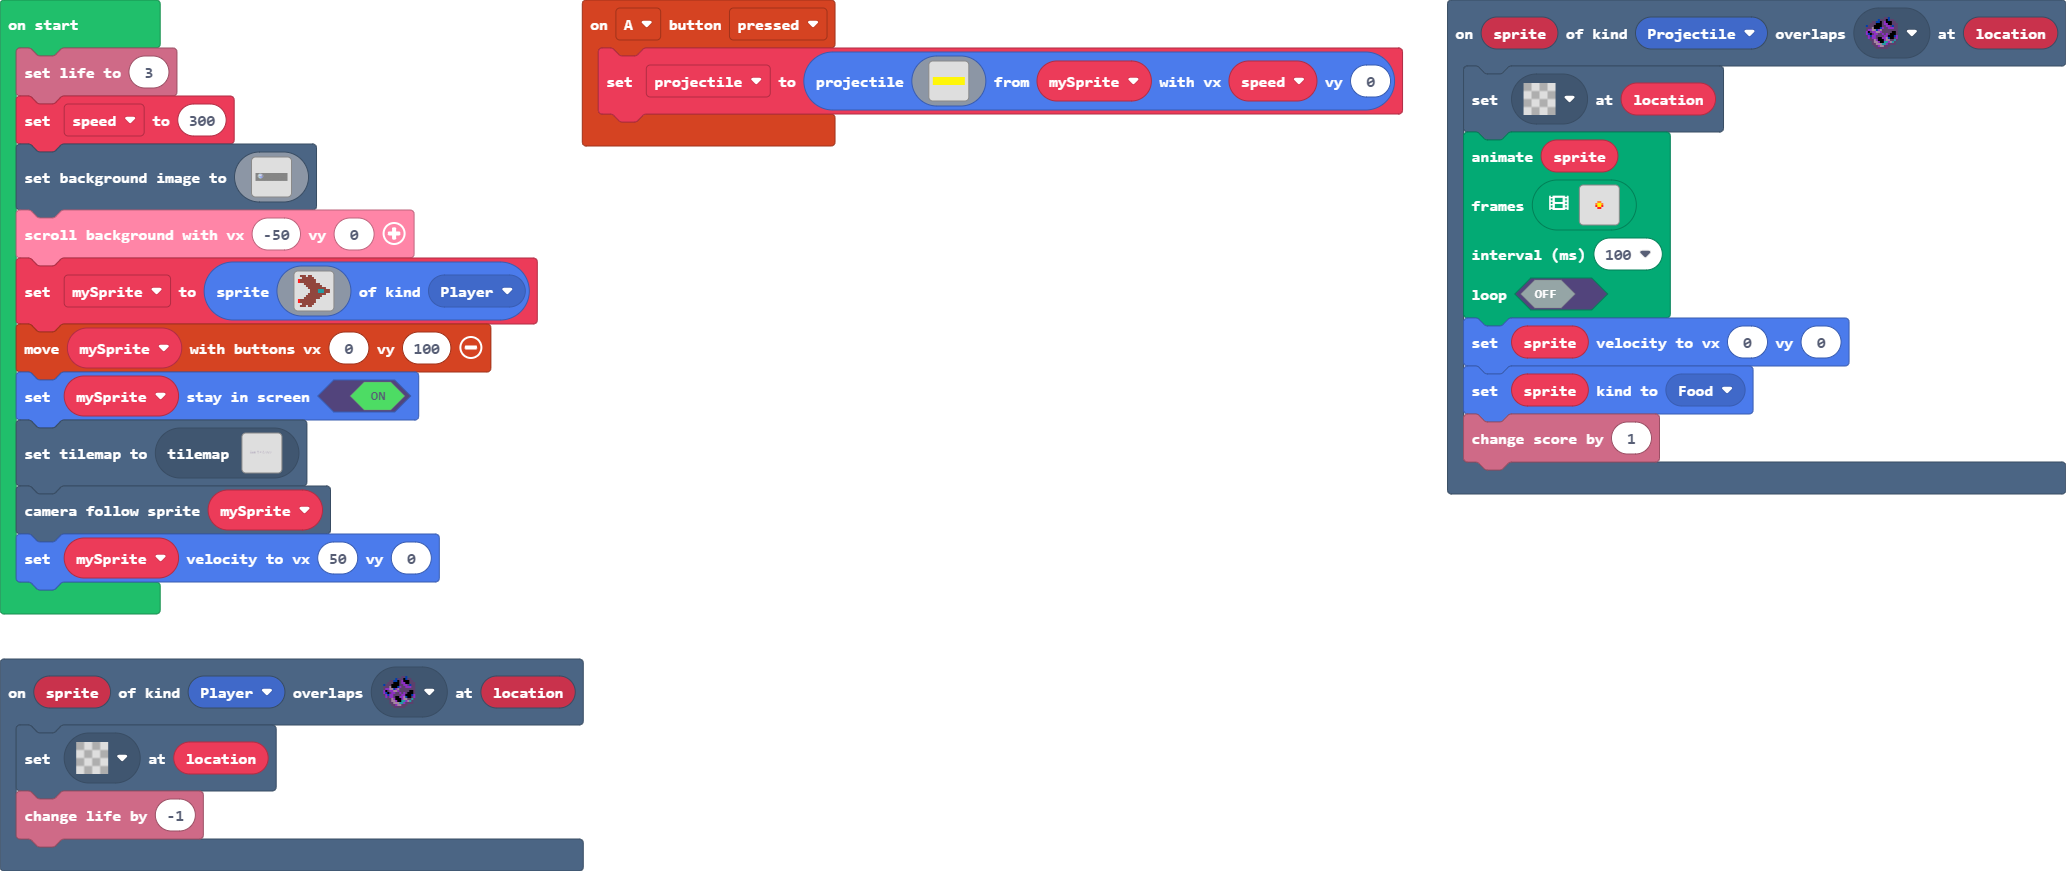 on start
set life to 3
set speed to 300
set background image to
scroll background with vx -50 vy 0
set mySprite to sprite of kind Player
move mySprite with buttons vx 0 vy 100
set mySprite stay in screen ON
set tilemap to tilemap
camera follow sprite mySprite
set mySprite velocity to vx 50 vy 0
on A button pressed
set projectile to projectile from mySprite with vx speed vy 0
on sprite of kind Projectile overlaps at location
set at location
animate sprite
frames
interval (ms) 100
loop OFF
set sprite velocity to vx 0 vy 0
set sprite kind to Food
change score by 1
on sprite of kind Player overlaps at location
set at location
change life by -1